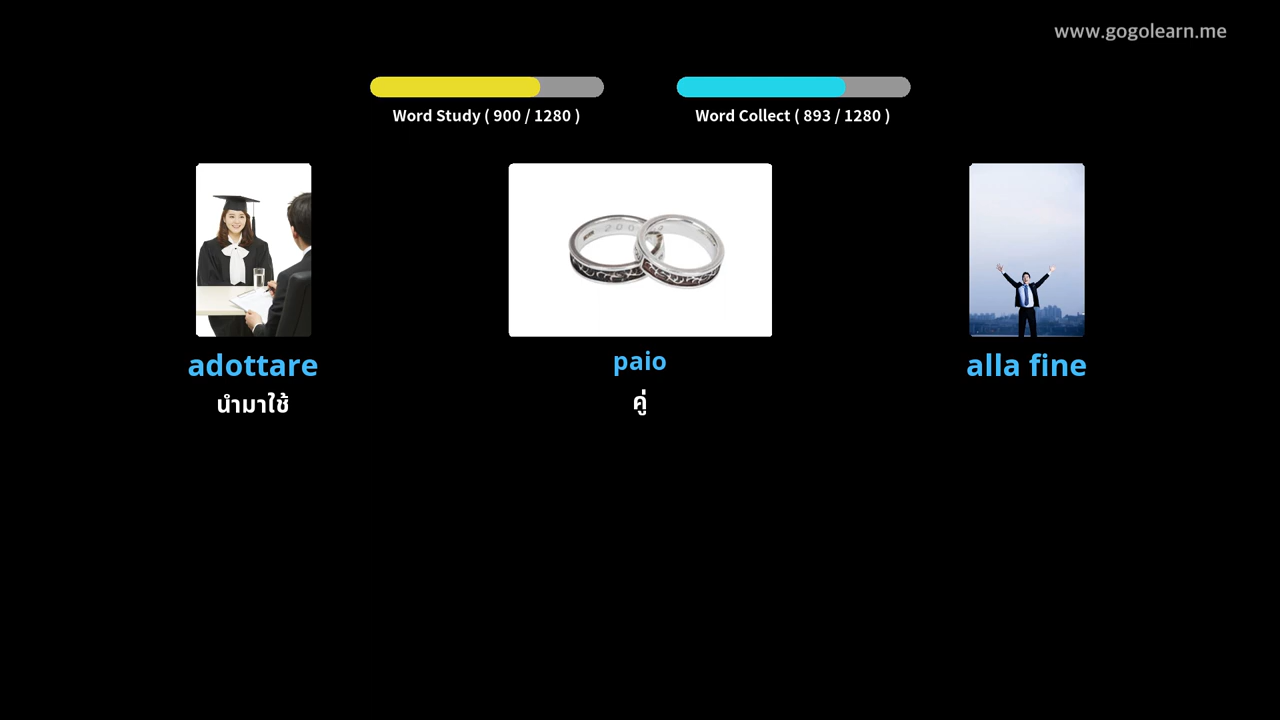 www.gogolearn.me
Word Study ( 900 / 1280 )
Word Collect ( 893 / 1280 )
adottare
นำมาใช้
paio
คู่
alla fine